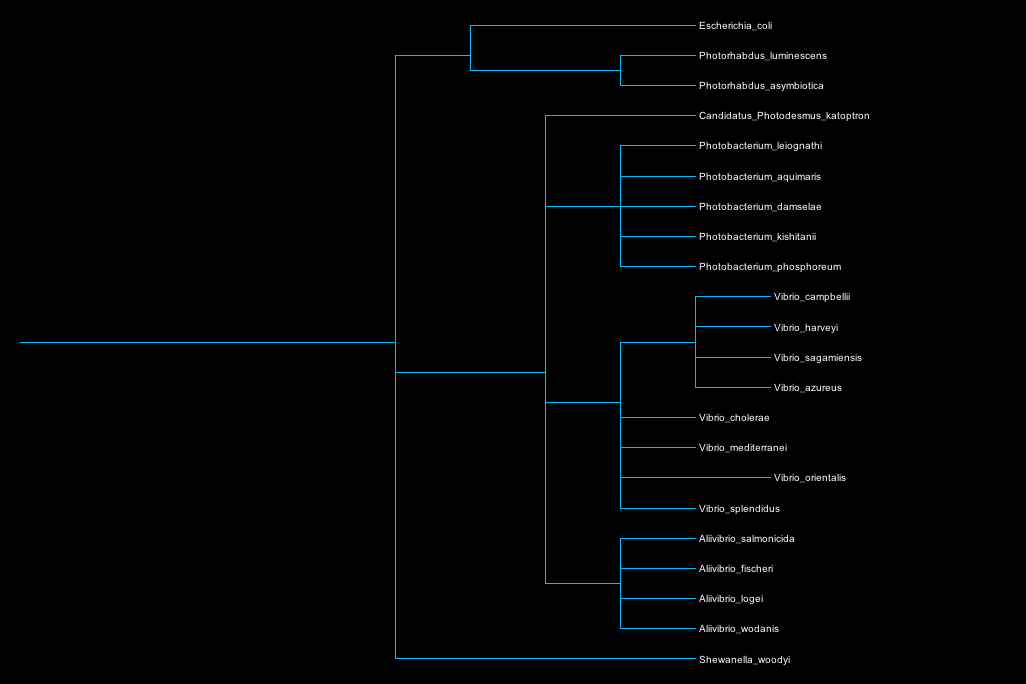 Escherichia_coli
Photorhabdus_luminescens
Photorhabdus_asymbiotica
Candidatus_Photodesmus_katoptron
Photobacterium_leiognathi
Photobacterium_aquimaris
Photobacterium_damselae
Photobacterium_kishitanii
Photobacterium_phosphoreum
Vibrio_campbellii
Vibrio_harveyi
Vibrio_sagamiensis
Vibrio_azureus
Vibrio_cholerae
Vibrio_mediterranei
Vibrio_orientalis
Vibrio_splendidus
Aliivibrio_salmonicida
Aliivibrio_fischeri
Aliivibrio_logei
Aliivibrio_wodanis
Shewanella_woodyi